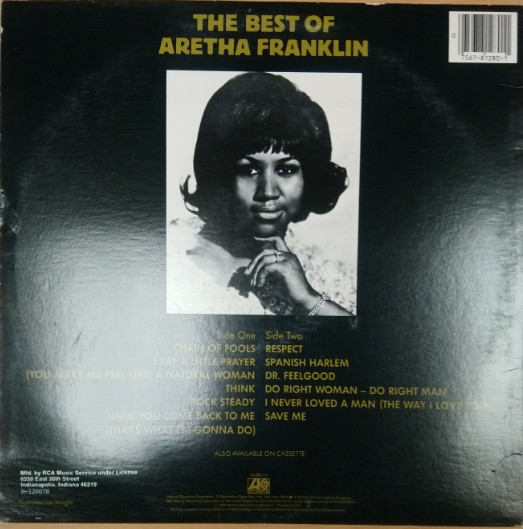 THE BEST OF
ARETHA FRANKLIN
7567-81280-1
Side One
CHAIN OF FOOLS
I SAY A LITTLE PRAYER
(YOU MAKE ME FEEL LIKE) A NATURAL WOMAN
THINK
ROCK STEADY
UNTIL YOU COME BACK TO ME
(THAT'S WHAT I'M GONNA DO)
Side Two
RESPECT
SPANISH HARLEM
DR. FEELGOOD
DO RIGHT WOMAN – DO RIGHT MAN
I NEVER LOVED A MAN (THE WAY I LOVE YOU)
SAVE ME
ALSO AVAILABLE ON CASSETTE
Mfd. by RCA Music Service under License
6550 East 30th Street
Indianapolis, Indiana 46219